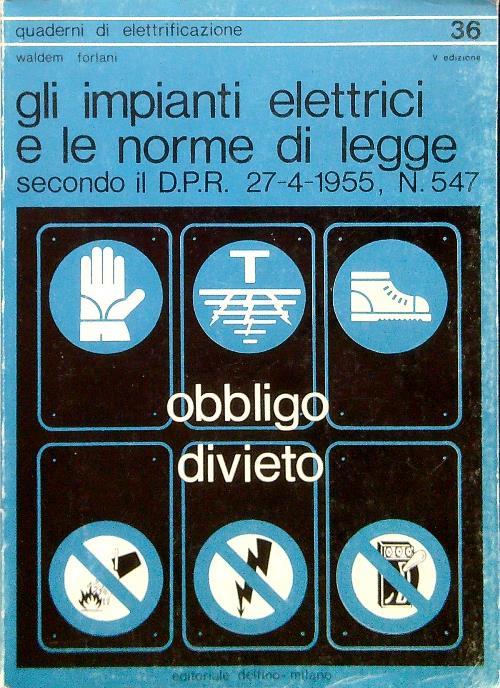 quaderni di elettrificazione 36
waldem forlani V edizione
gli impianti elettrici
e le norme di legge
secondo il D.P.R. 27-4-1955, N. 547
T
obbligo
divieto
editoriale delfino - milano